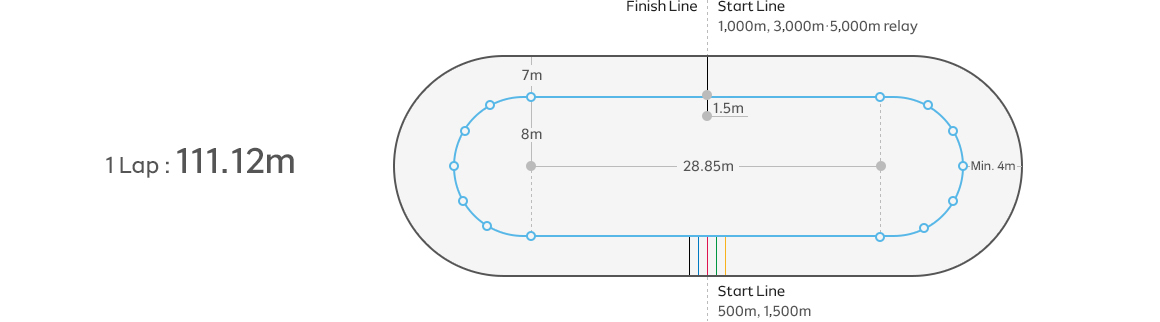 Finish Line
Start Line
1,000m, 3,000m·5,000m relay
7m
1.5m
8m
1 Lap : 111.12m
28.85m
Min. 4m
Start Line
500m, 1,500m